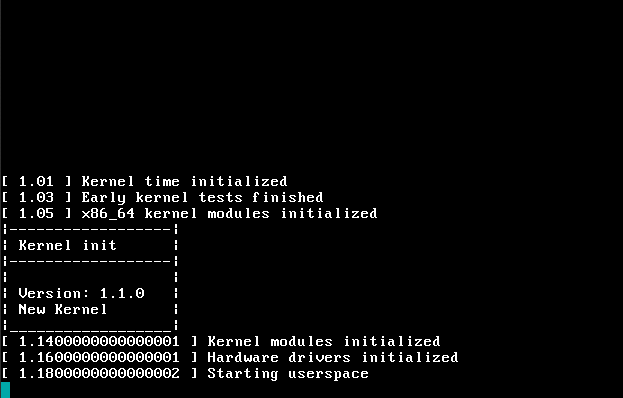 [ 1.01 ] Kernel time initialized
[ 1.03 ] Early kernel tests finished
[ 1.05 ] x86_64 kernel modules initialized
¦------------------¦
¦ Kernel init      ¦
¦------------------¦
¦                  ¦
¦ Version: 1.1.0   ¦
¦ New Kernel       ¦
¦__________________¦
[ 1.1400000000000001 ] Kernel modules initialized
[ 1.1600000000000001 ] Hardware drivers initialized
[ 1.1800000000000002 ] Starting userspace